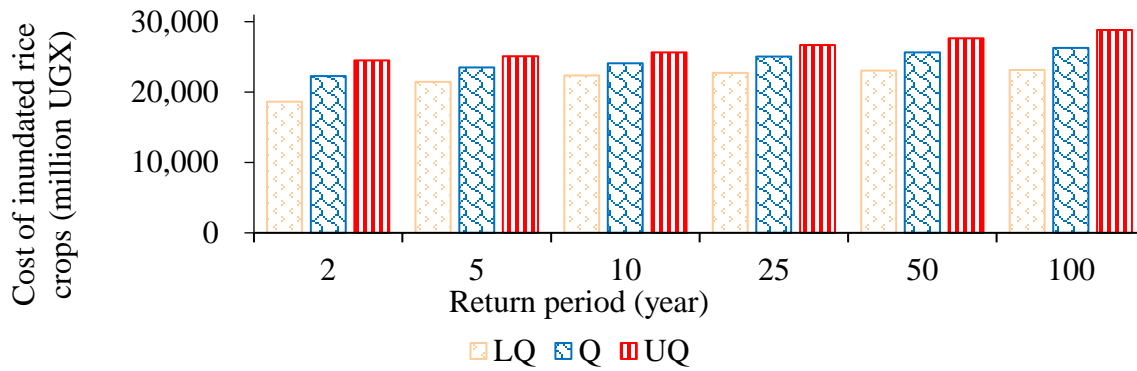 Cost of inundated rice
crops (million UGX)
30,000
20,000
10,000
0
2 5 10 25 50 100
Return period (year)
LQ Q UQ